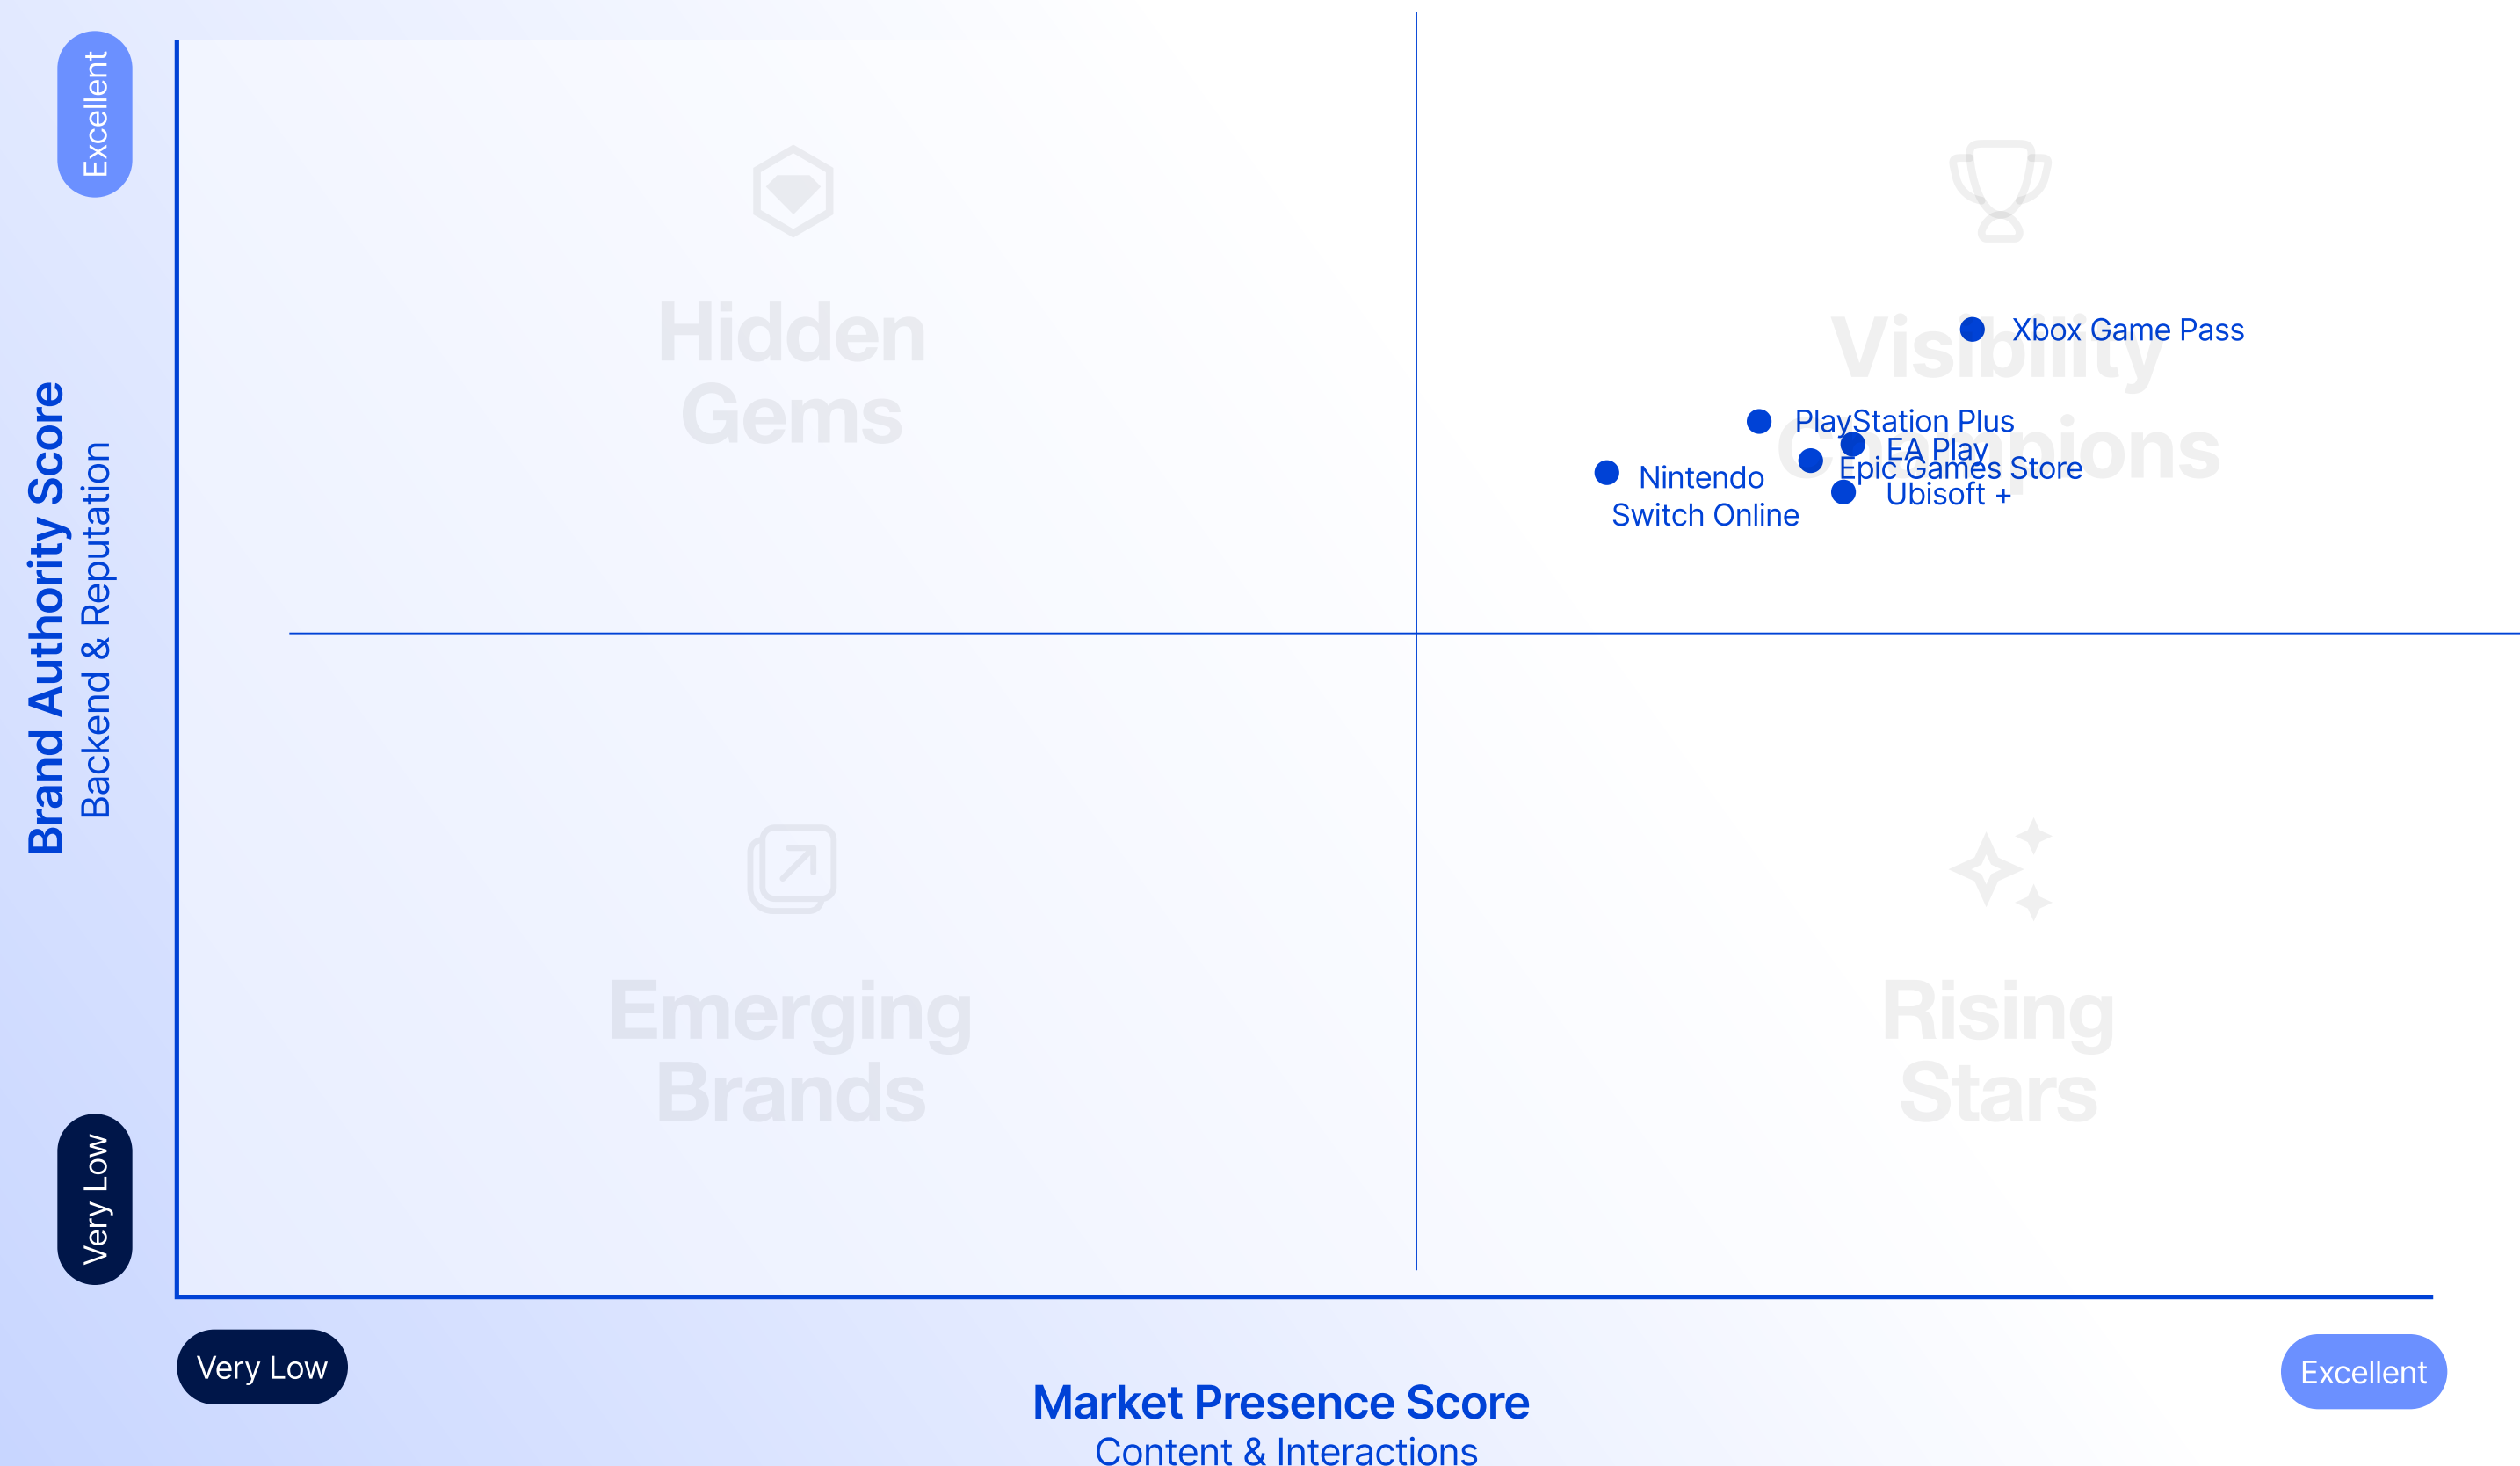 Excellent
Brand Authority Score
Backend & Reputation
Very Low
Hidden
Gems
Visibility
Champions
Xbox Game Pass
PlayStation Plus
EA Play
Epic Games Store
Ubisoft +
Nintendo
Switch Online
Emerging
Brands
Rising
Stars
Very Low
Excellent
Market Presence Score
Content & Interactions